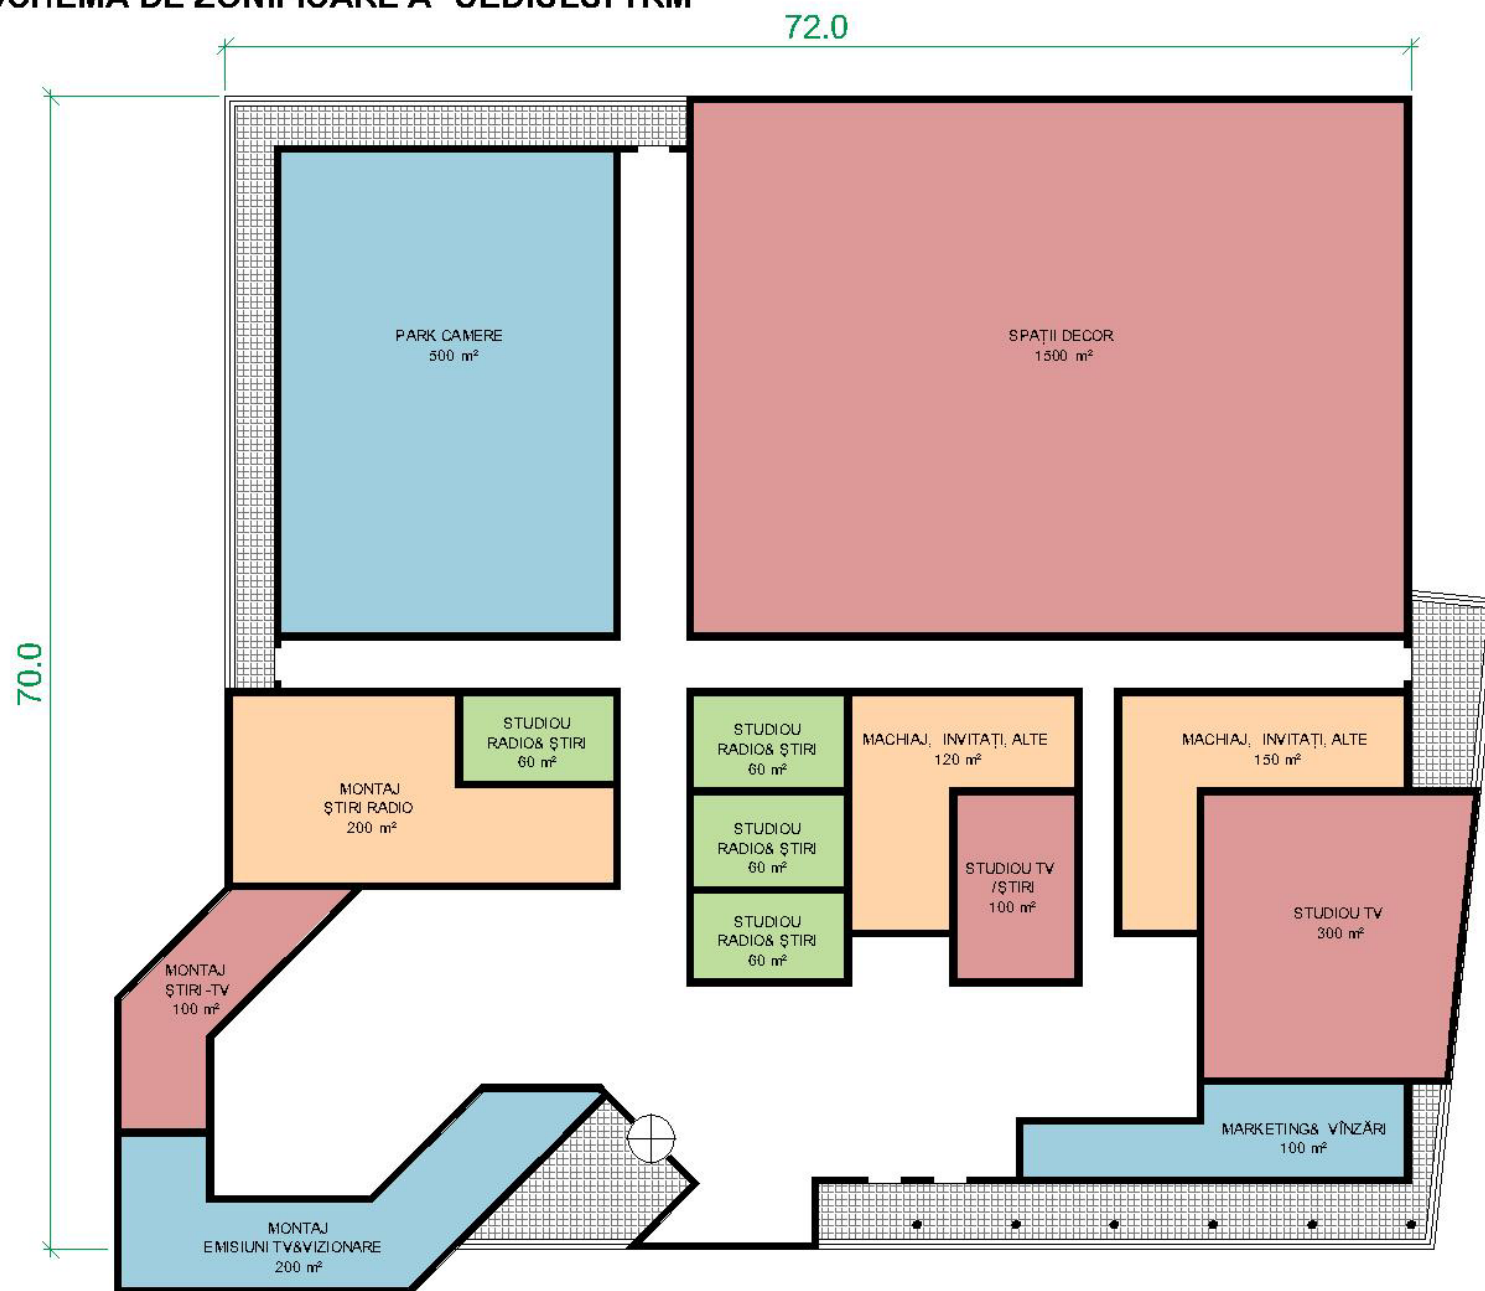 SCHEMA DE ZONIFICARE A
72.0
70.0
PARK CAMERE
500 m²
SPAȚII DECOR
1500 m²
STUDIOU
RADIO& ȘTIRI
60 m²
MONTAJ
ȘTIRI RADIO
200 m²
STUDIOU
RADIO& ȘTIRI
60 m²
MACHIAJ, INVITAȚI, ALTE
120 m²
MACHIAJ, INVITAȚI, ALTE
150 m²
STUDIOU
RADIO& ȘTIRI
60 m²
STUDIOU TV
/ȘTIRI
100 m²
STUDIOU TV
300 m²
STUDIOU
RADIO& ȘTIRI
60 m²
MONTAJ
ȘTIRI -TV
100 m²
MARKETING& VÎNZĂRI
100 m²
MONTAJ
EMISIUNI TV&VIZIONARE
200 m²